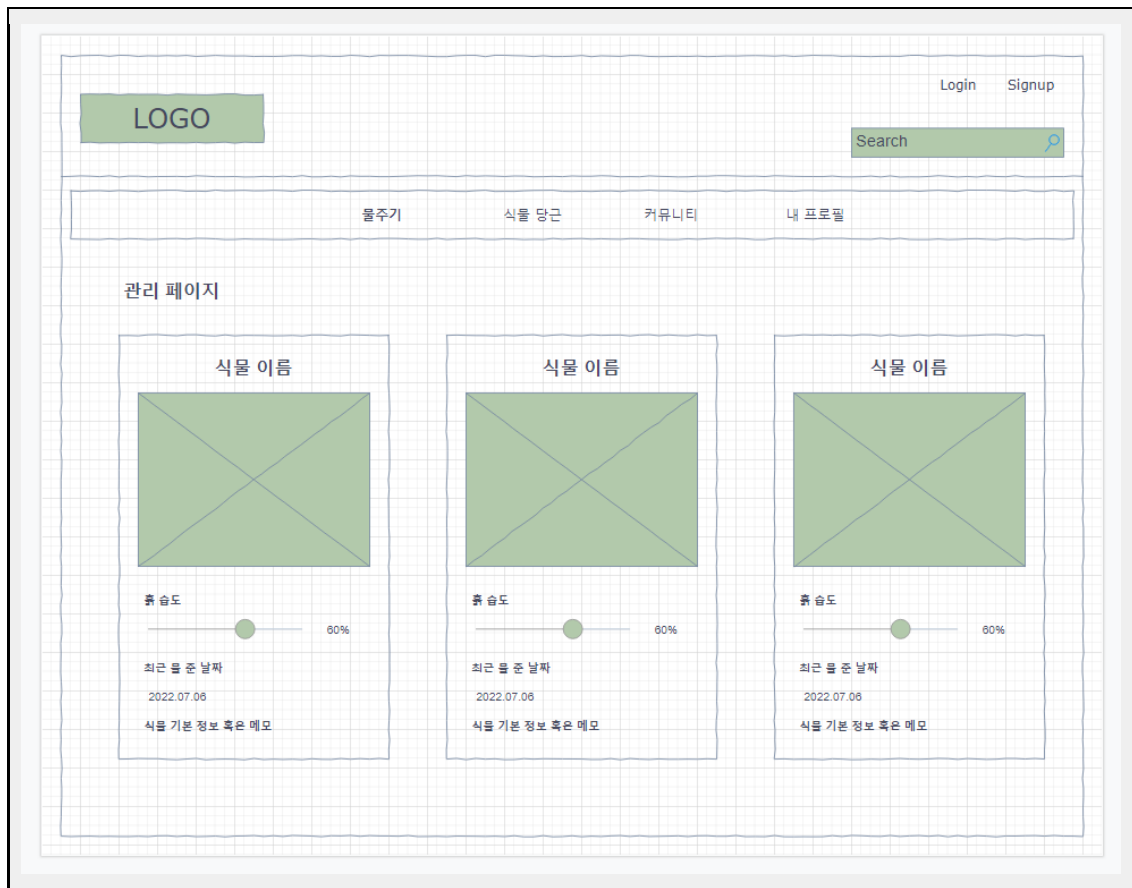 Login Signup
LOGO
Search
물주기 식물 당근 커뮤니티 내 프로필
관리 페이지
식물 이름
흙 습도
60%
최근 물 준 날짜
2022.07.06
식물 기본 정보 혹은 메모
식물 이름
흙 습도
60%
최근 물 준 날짜
2022.07.06
식물 기본 정보 혹은 메모
식물 이름
흙 습도
60%
최근 물 준 날짜
2022.07.06
식물 기본 정보 혹은 메모